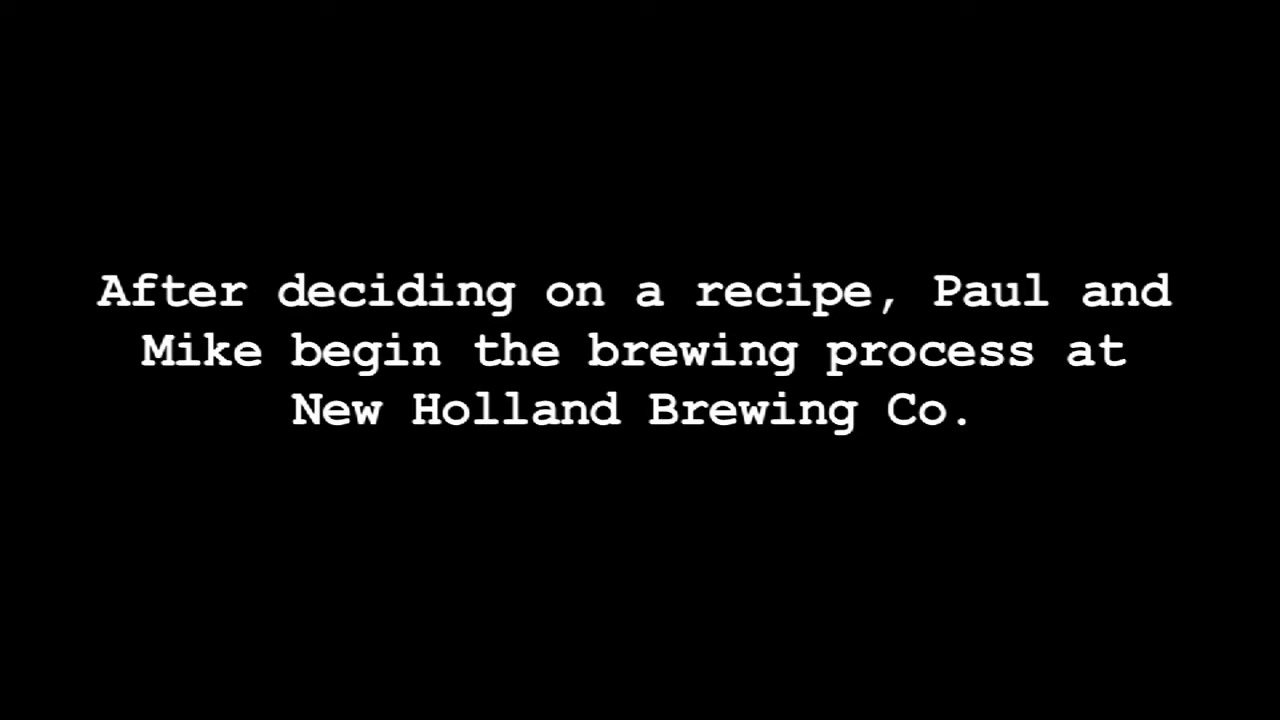 After deciding on a recipe, Paul and
Mike begin the brewing process at
New Holland Brewing Co.